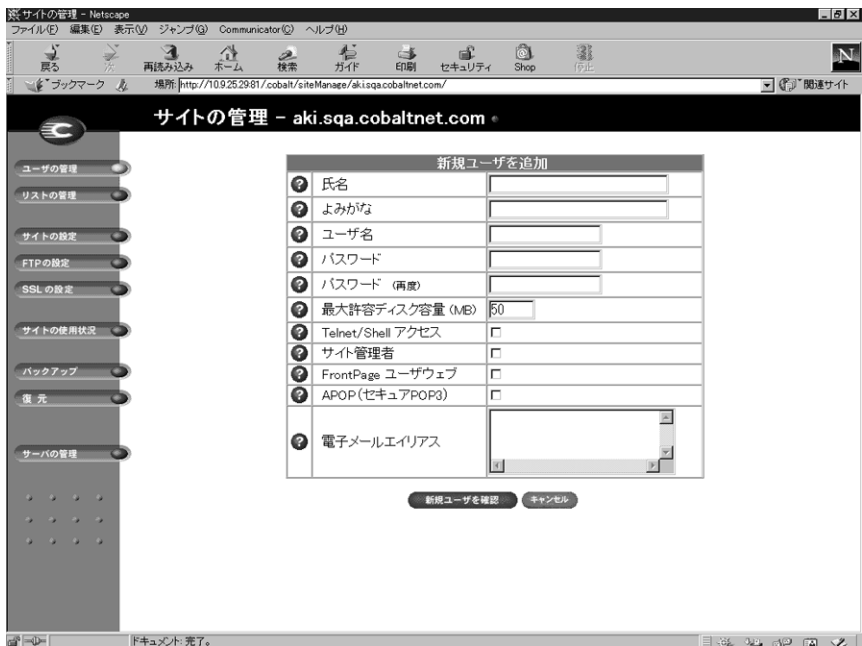 サイトの管理 - Netscape
ファイル(F) 編集(E) 表示(V) ジャンプ(G) Communicator(C) ヘルプ(H)
戻る 次 再読み込み ホーム 検索 ガイド 印刷 セキュリティ Shop 停止 N
ブックマーク 場所: http://10.9.25.29:81/.cobalt/siteManage/aki.sqa.cobaltnet.com/ 関連サイト
サイトの管理 − aki.sqa.cobaltnet.com
ユーザの管理
リストの管理
サイトの設定
FTPの設定
SSL の設定
サイトの使用状況
バックアップ
復 元
サーバの管理
新規ユーザを追加
? 氏名
? よみがな
? ユーザ名
? パスワード
? パスワード (再度)
? 最大許容ディスク容量 (MB) 50
? Telnet/Shell アクセス
? サイト管理者
? FrontPage ユーザウェブ
? APOP(セキュアPOP3)
? 電子メールエイリアス
新規ユーザを確認 キャンセル
ドキュメント: 完了。